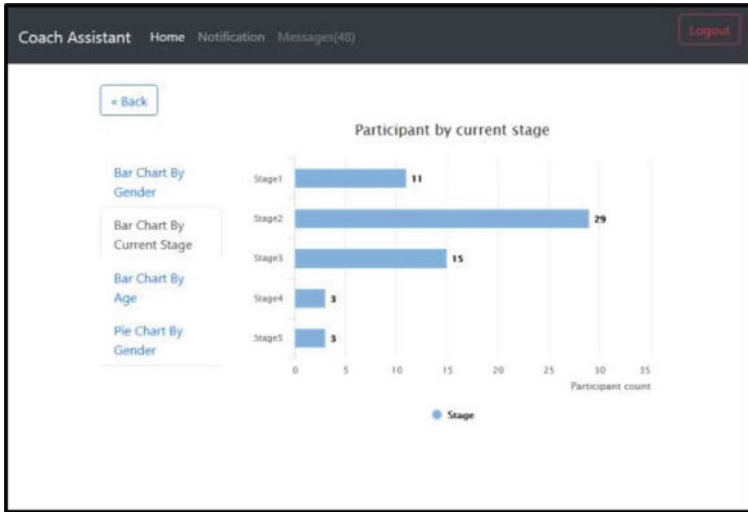 Coach Assistant Home Notification Messages(48) Logout
« Back
Participant by current stage
Bar Chart By
Gender
Bar Chart By
Current Stage
Bar Chart By
Age
Pie Chart By
Gender
Stage1 11
Stage2 29
Stage3 15
Stage4 3
Stage5 3
0 5 10 15 20 25 30 35
Participant count
Stage